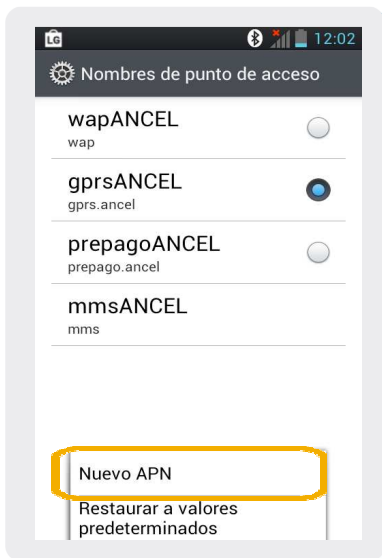 LG
12:02
Nombres de punto de acceso
wapANCEL
wap
gprsANCEL
gprs.ancel
prepagoANCEL
prepago.ancel
mmsANCEL
mms
Nuevo APN
Restaurar a valores
predeterminados